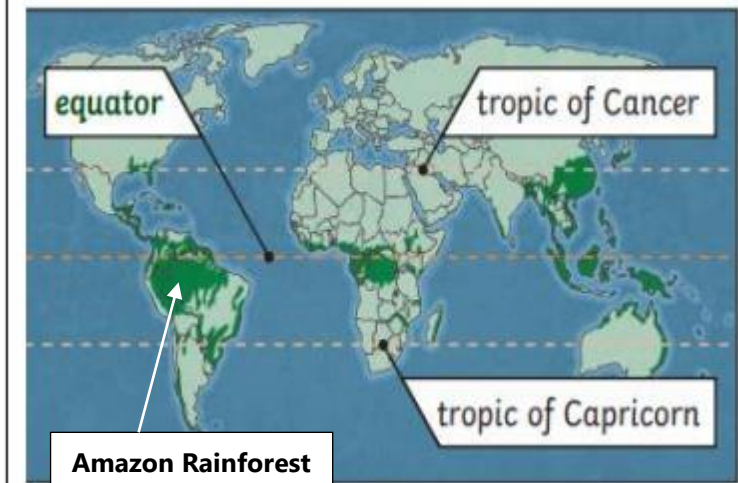 equator
tropic of Cancer
tropic of Capricorn
Amazon Rainforest